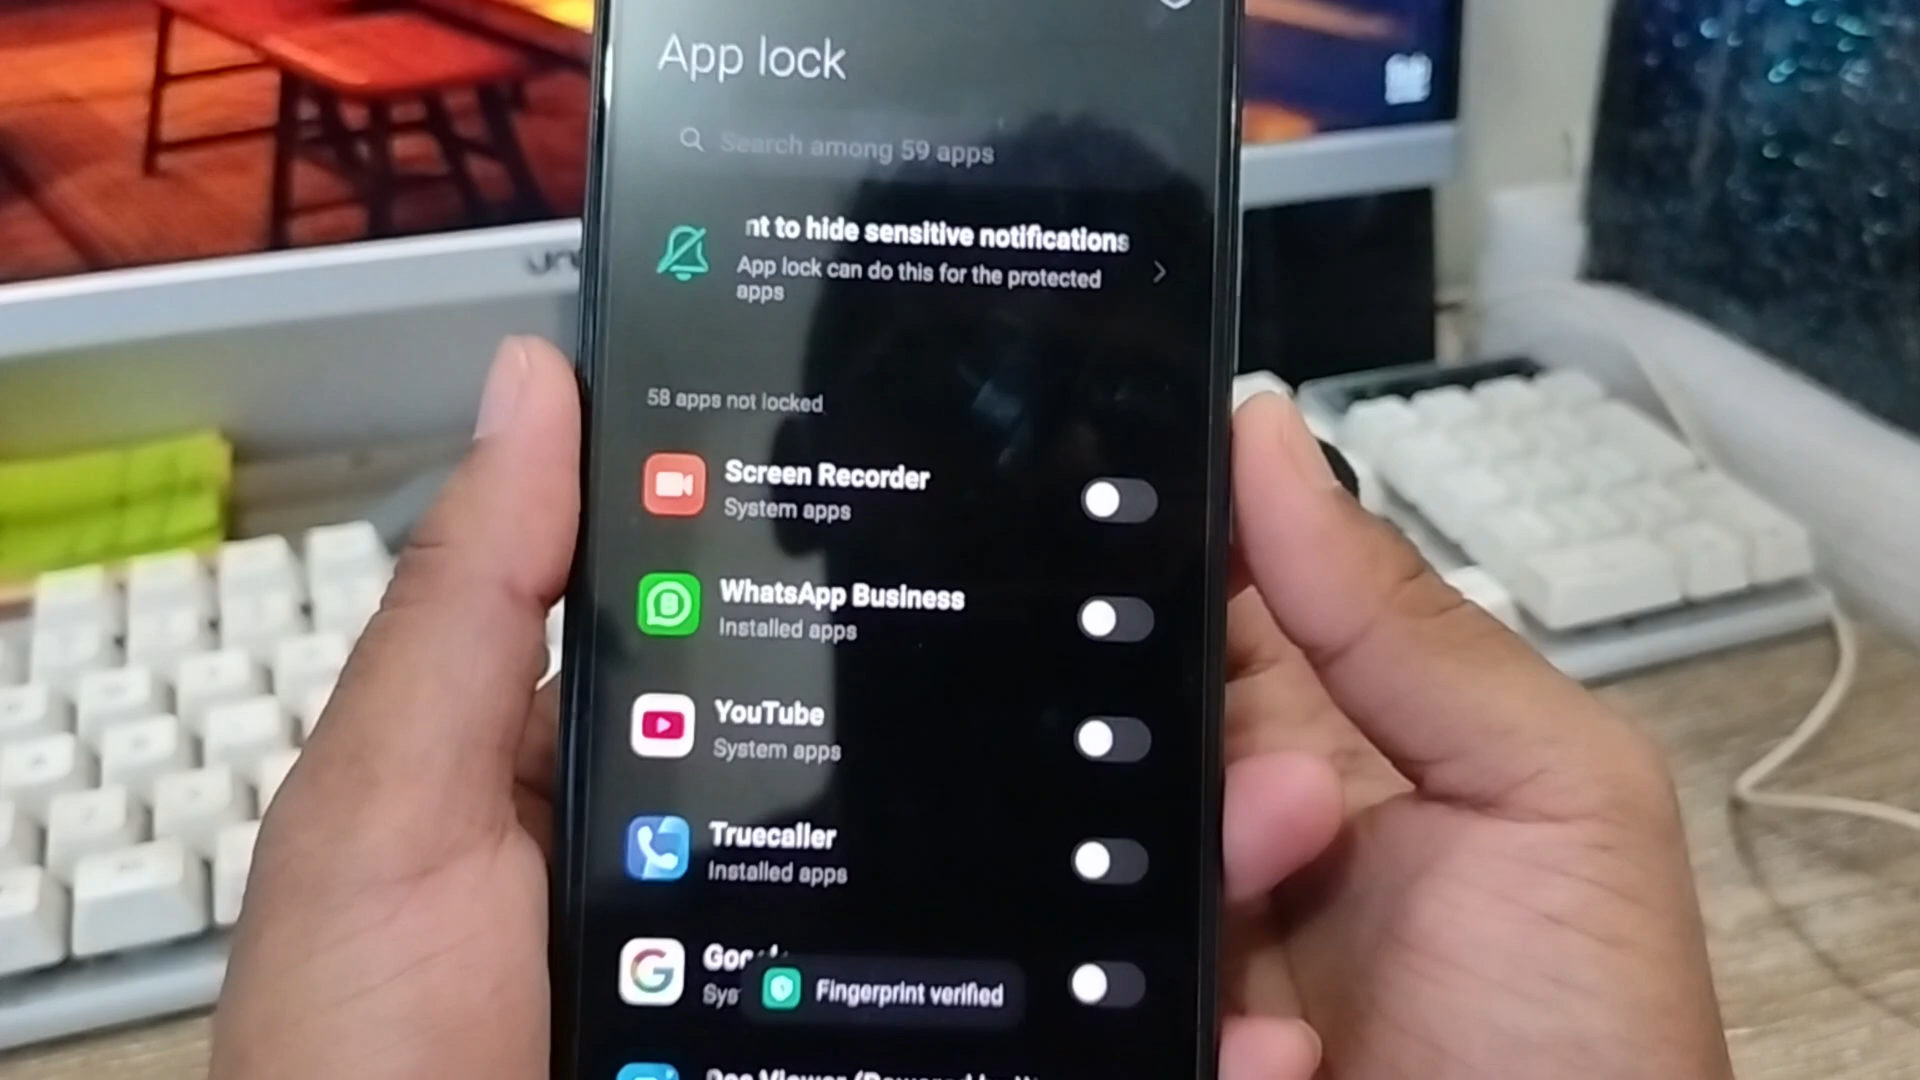 App lock
Search among 59 apps
nt to hide sensitive notifications
App lock can do this for the protected
apps
58 apps not locked
Screen Recorder
System apps
WhatsApp Business
Installed apps
YouTube
System apps
Truecaller
Installed apps
Fingerprint verified
Doc Viewer